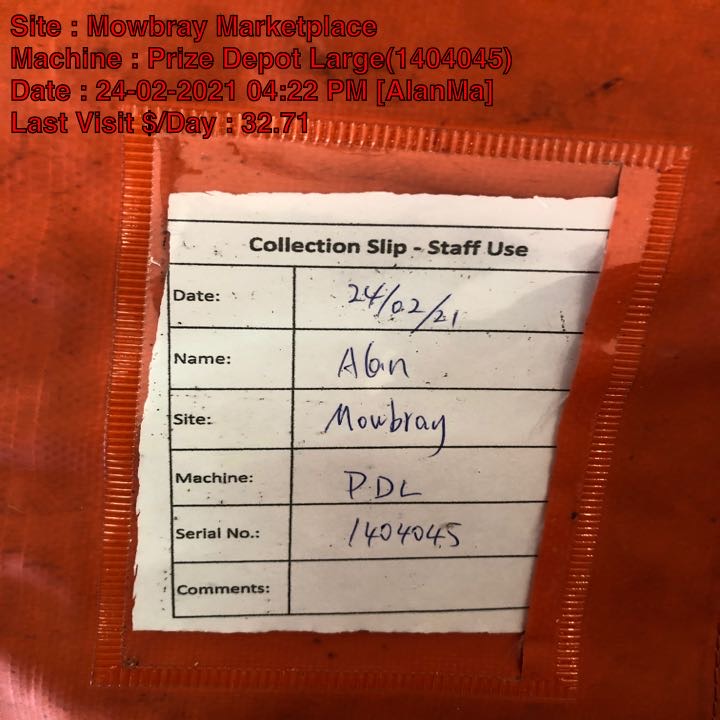 Site : Mowbray Marketplace
Machine : Prize Depot Large(1404045)
Date : 24-02-2021 04:22 PM [AlanMa]
Last Visit $/Day : 32.71
Collection Slip - Staff Use
Date: 24/02/21
Name: Alan
Site: Mowbray
Machine: PDL
Serial No.: 1404045
Comments: